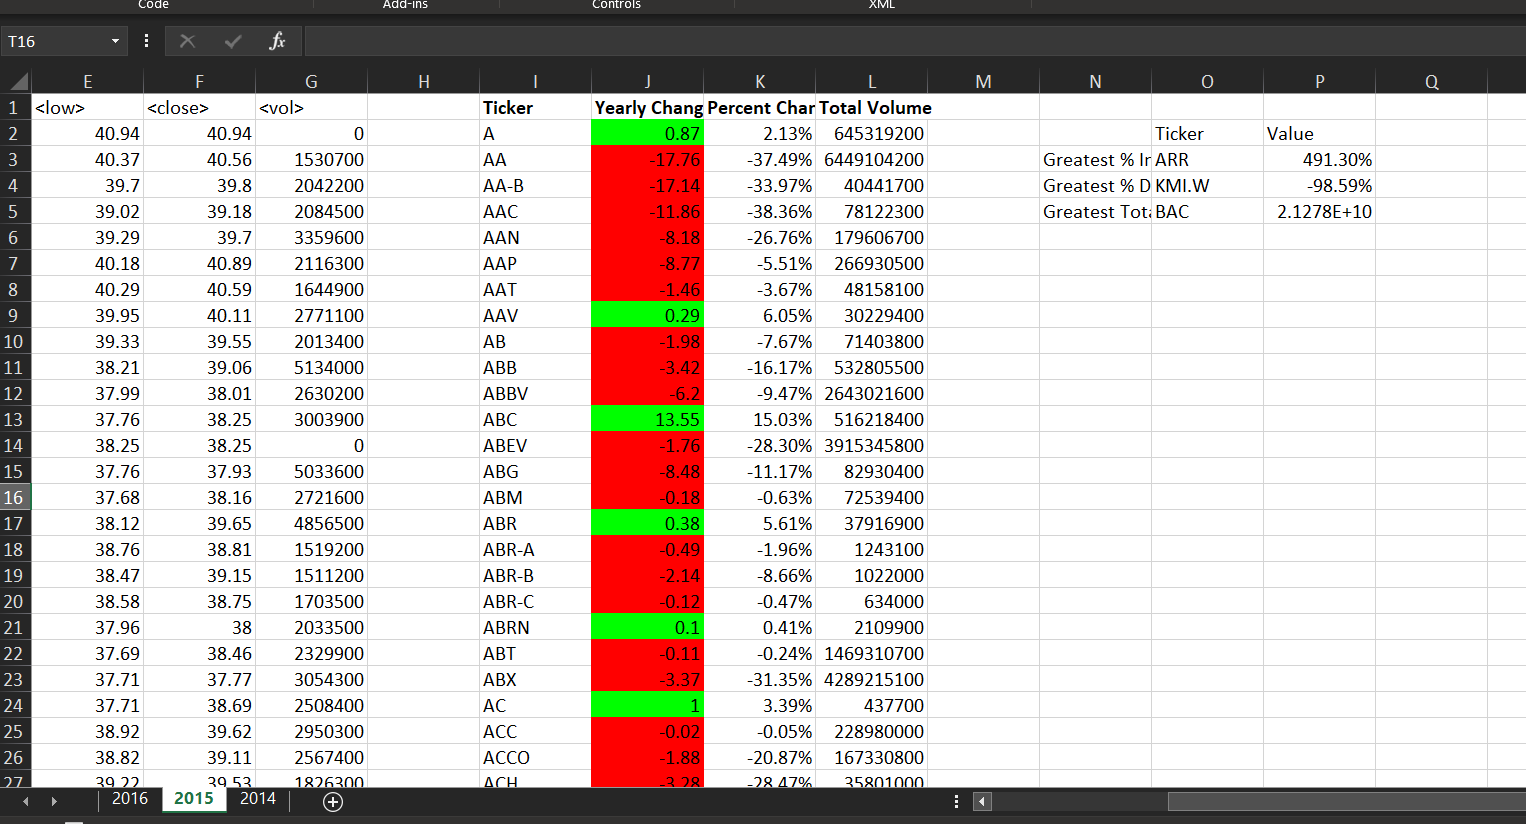 Code Add-ins Controls XML
T16 fx
E F G H I J K L M N O P Q
1 <low> <close> <vol> Ticker Yearly Chang Percent Char Total Volume
2 40.94 40.94 0 A 0.87 2.13% 645319200 Ticker Value
3 40.37 40.56 1530700 AA -17.76 -37.49% 6449104200 Greatest % Ir ARR 491.30%
4 39.7 39.8 2042200 AA-B -17.14 -33.97% 40441700 Greatest % D KMI.W -98.59%
5 39.02 39.18 2084500 AAC -11.86 -38.36% 78122300 Greatest Tota BAC 2.1278E+10
6 39.29 39.7 3359600 AAN -8.18 -26.76% 179606700
7 40.18 40.89 2116300 AAP -8.77 -5.51% 266930500
8 40.29 40.59 1644900 AAT -1.46 -3.67% 48158100
9 39.95 40.11 2771100 AAV 0.29 6.05% 30229400
10 39.33 39.55 2013400 AB -1.98 -7.67% 71403800
11 38.21 39.06 5134000 ABB -3.42 -16.17% 532805500
12 37.99 38.01 2630200 ABBV -6.2 -9.47% 2643021600
13 37.76 38.25 3003900 ABC 13.55 15.03% 516218400
14 38.25 38.25 0 ABEV -1.76 -28.30% 3915345800
15 37.76 37.93 5033600 ABG -8.48 -11.17% 82930400
16 37.68 38.16 2721600 ABM -0.18 -0.63% 72539400
17 38.12 39.65 4856500 ABR 0.38 5.61% 37916900
18 38.76 38.81 1519200 ABR-A -0.49 -1.96% 1243100
19 38.47 39.15 1511200 ABR-B -2.14 -8.66% 1022000
20 38.58 38.75 1703500 ABR-C -0.12 -0.47% 634000
21 37.96 38 2033500 ABRN 0.1 0.41% 2109900
22 37.69 38.46 2329900 ABT -0.11 -0.24% 1469310700
23 37.71 37.77 3054300 ABX -3.37 -31.35% 4289215100
24 37.71 38.69 2508400 AC 1 3.39% 437700
25 38.92 39.62 2950300 ACC -0.02 -0.05% 228980000
26 38.82 39.11 2567400 ACCO -1.88 -20.87% 167330800
27 39.22 39.53 1826300 ACH -3.28 -28.47% 35801000
2016 2015 2014